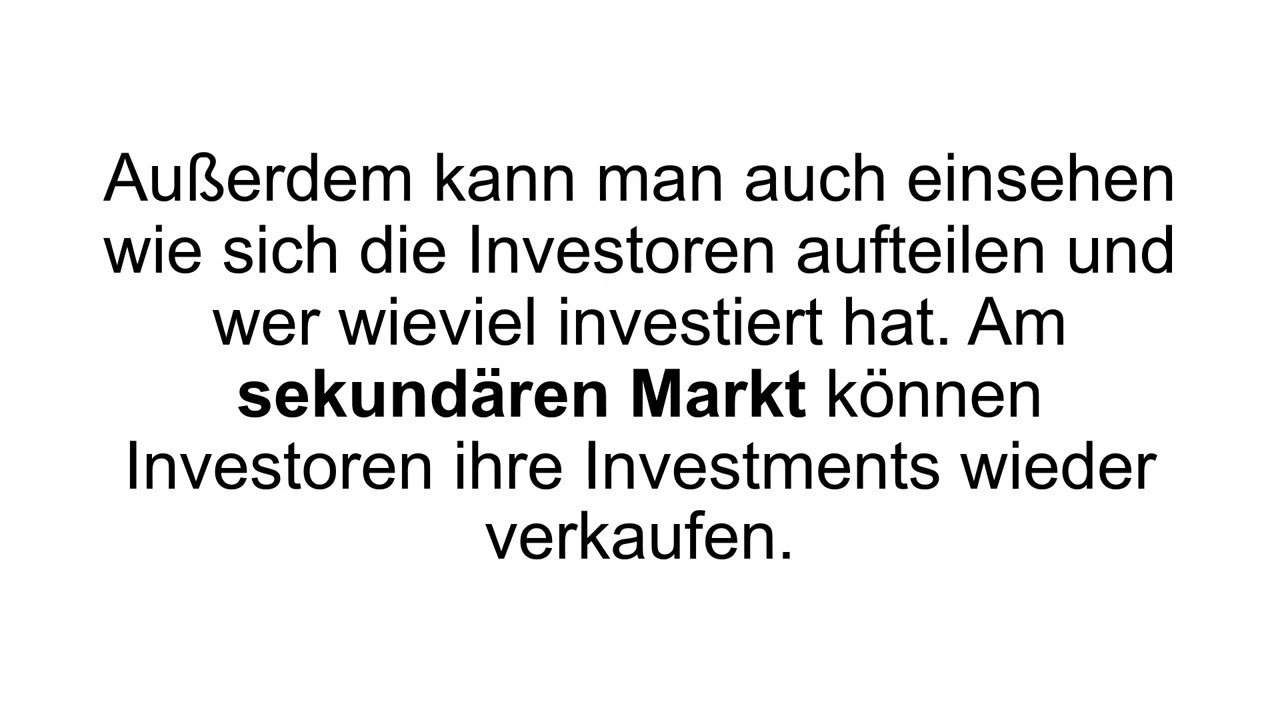 Außerdem kann man auch einsehen
wie sich die Investoren aufteilen und
wer wieviel investiert hat. Am
sekundären Markt können
Investoren ihre Investments wieder
verkaufen.